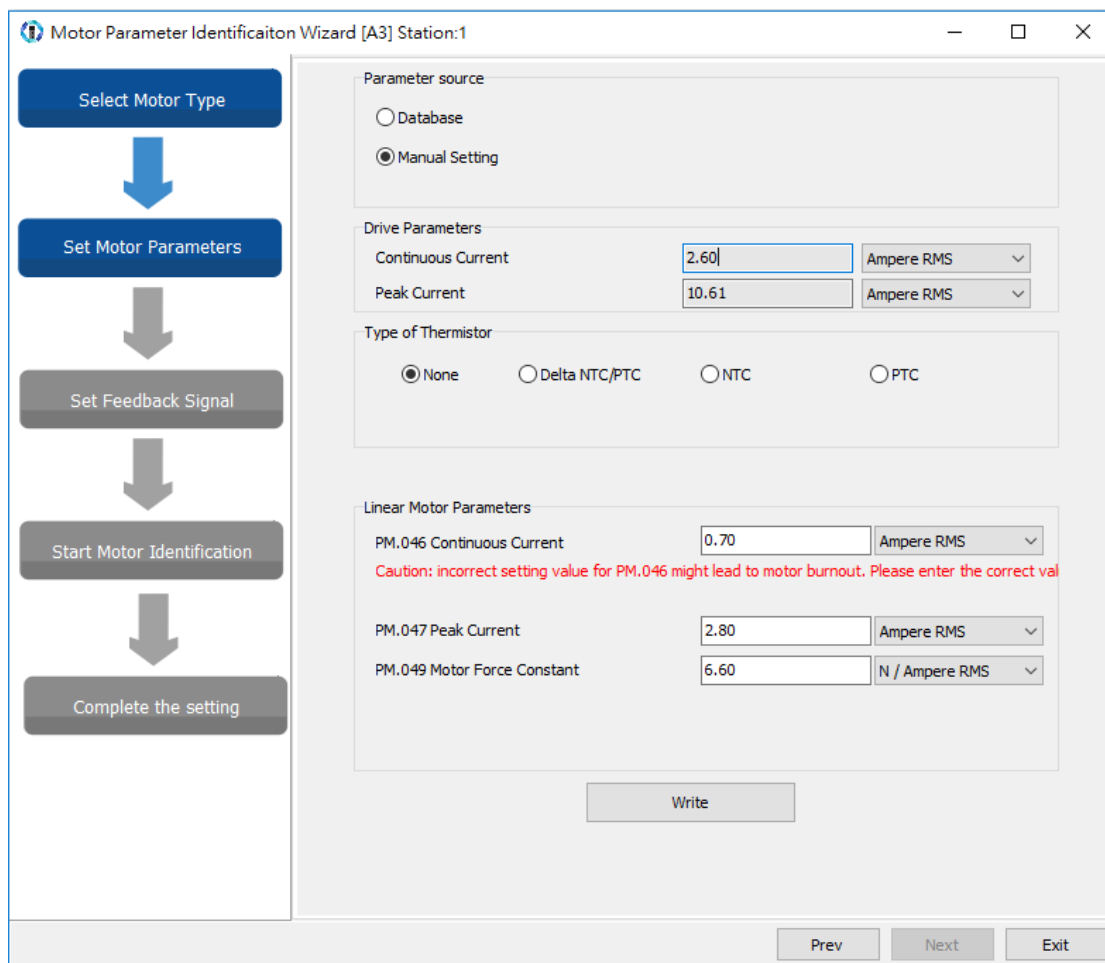 Motor Parameter Identificaiton Wizard [A3] Station:1
Select Motor Type
Set Motor Parameters
Set Feedback Signal
Start Motor Identification
Complete the setting
Parameter source
Database
Manual Setting
Drive Parameters
Continuous Current 2.60 Ampere RMS
Peak Current 10.61 Ampere RMS
Type of Thermistor
None Delta NTC/PTC NTC PTC
Linear Motor Parameters
PM.046 Continuous Current 0.70 Ampere RMS
Caution: incorrect setting value for PM.046 might lead to motor burnout. Please enter the correct val
PM.047 Peak Current 2.80 Ampere RMS
PM.049 Motor Force Constant 6.60 N / Ampere RMS
Write
Prev Next Exit